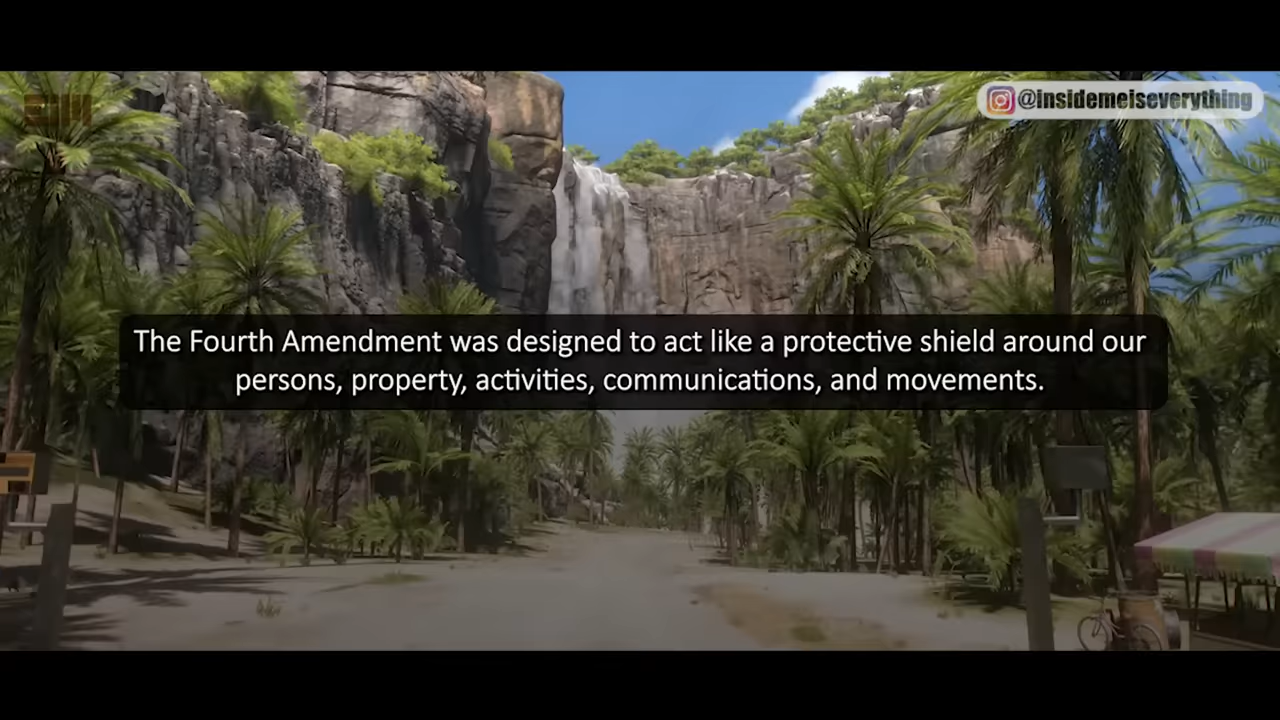 @insidemeiseverything
The Fourth Amendment was designed to act like a protective shield around our
persons, property, activities, communications, and movements.